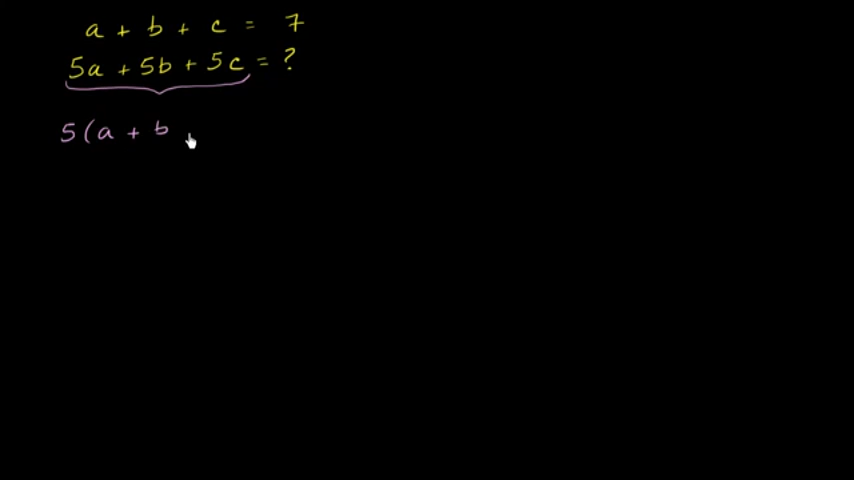 a + b + c = 7
5a + 5b + 5c = ?
5(a + b